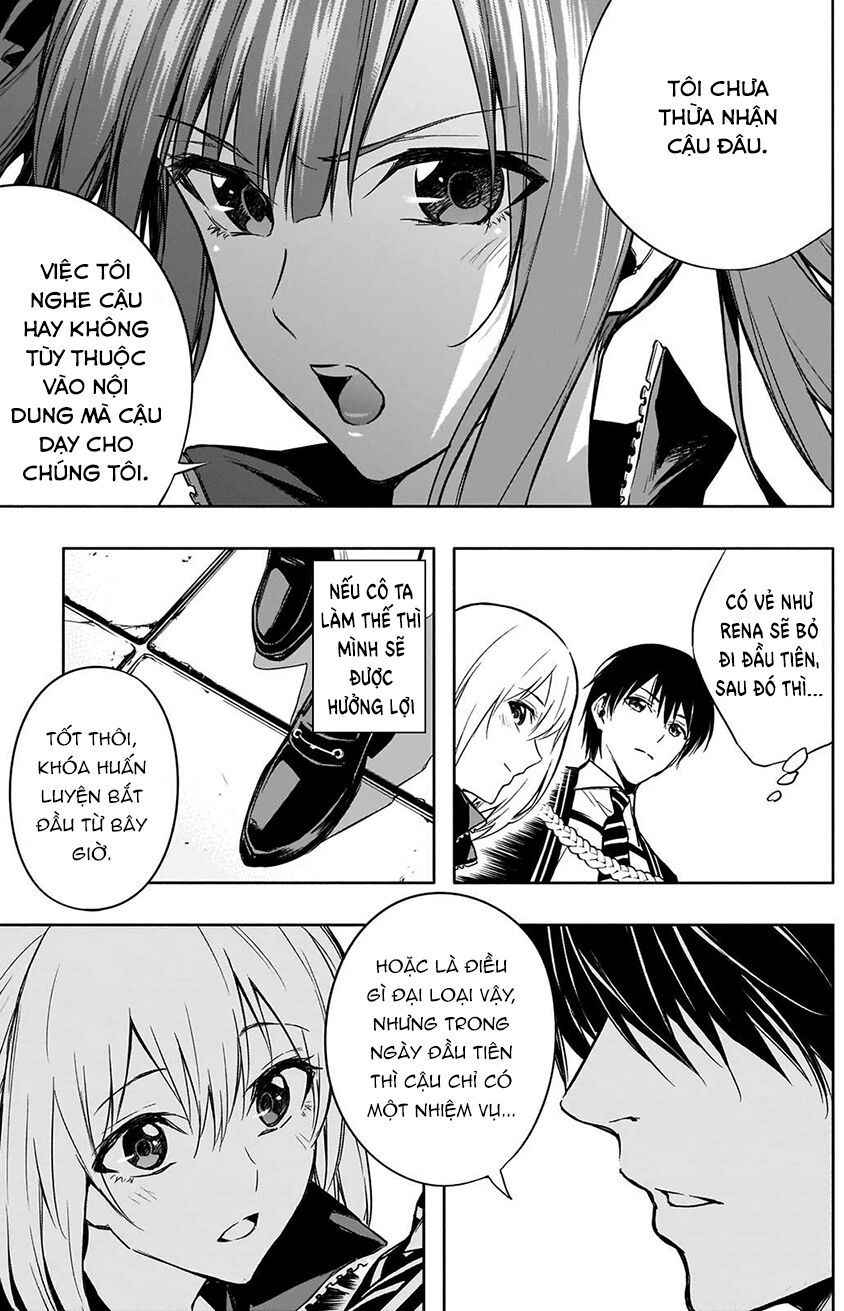 TÔI CHƯA
THỪA NHẬN
CẬU ĐÂU.
VIỆC TÔI
NGHE CẬU
HAY KHÔNG
TÙY THUỘC
VÀO NỘI
DUNG MÀ CẬU
DẠY CHO
CHÚNG TÔI.
CÓ VẺ NHƯ
RENA SẼ BỎ
ĐI ĐẦU TIÊN,
SAU ĐÓ THÌ...
NẾU CÔ TA
LÀM THẾ THÌ
MÌNH SẼ
ĐƯỢC
HƯỞNG LỢI
TỐT THÔI,
KHÓA HUẤN
LUYỆN BẮT
ĐẦU TỪ BÂY
GIỜ.
HOẶC LÀ ĐIỀU
GÌ ĐẠI LOẠI VẬY,
NHƯNG TRONG
NGÀY ĐẦU TIÊN
THÌ CẬU CHỈ CÓ
MỘT NHIỆM VỤ...